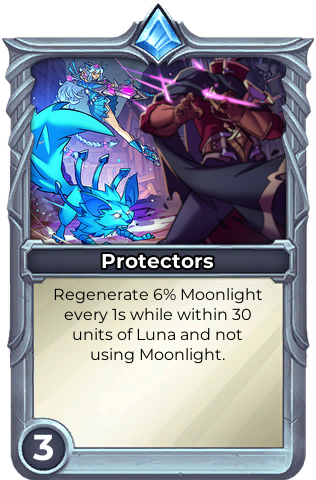 Protectors
Regenerate 6% Moonlight
every 1s while within 30
units of Luna and not
using Moonlight.
3